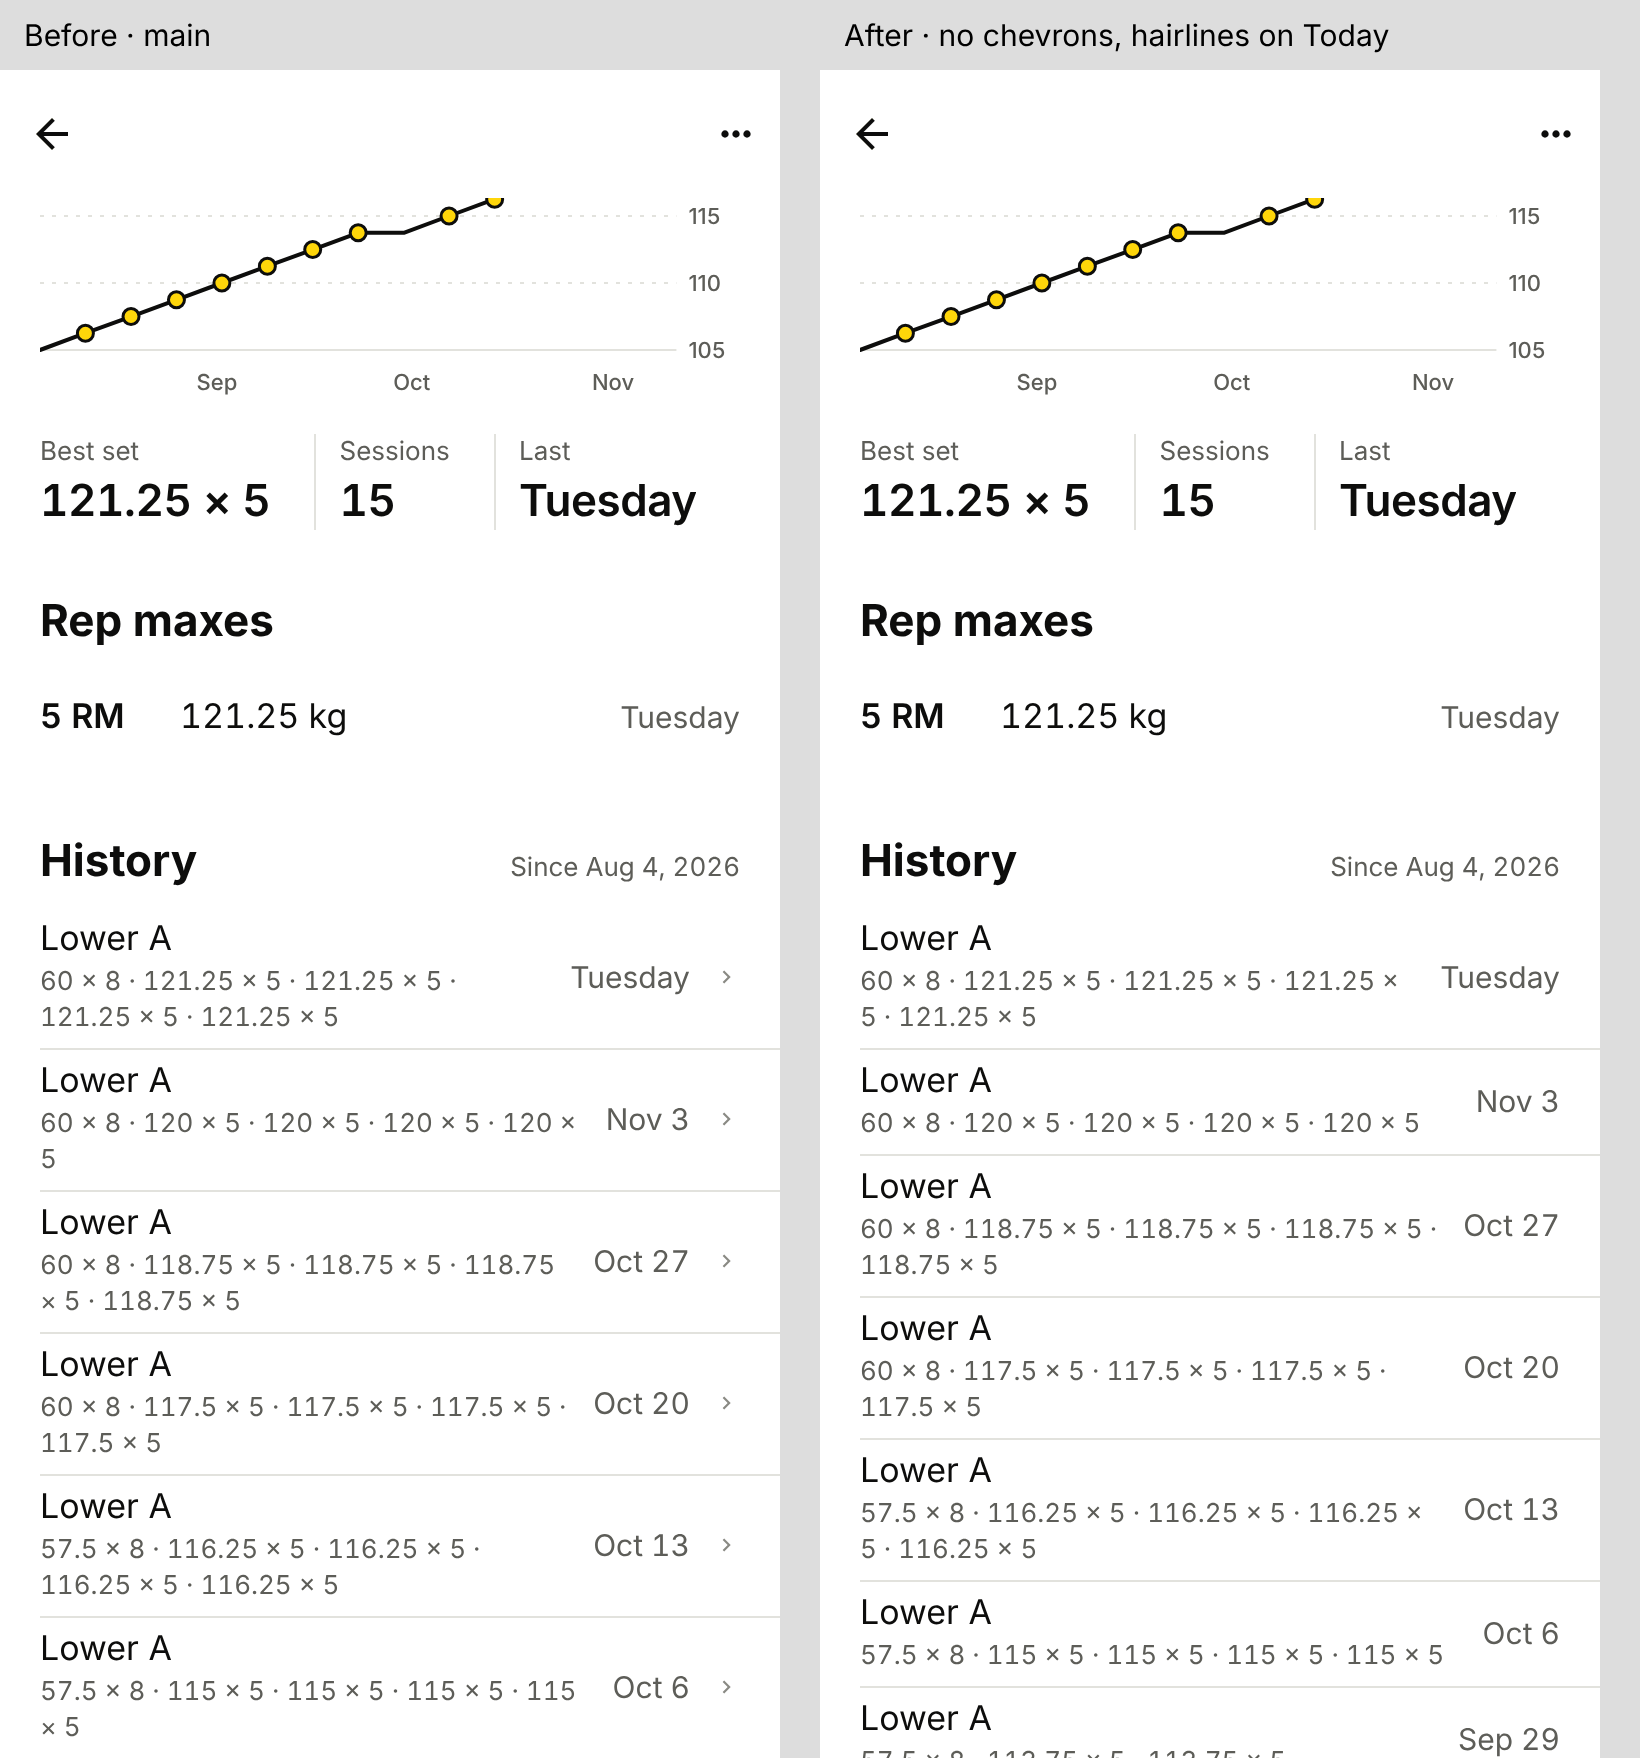 Before · main
115
110
105
Sep Oct Nov
Best set Sessions Last
121.25 × 5 15 Tuesday
Rep maxes
5 RM 121.25 kg Tuesday
History Since Aug 4, 2026
Lower A
60 × 8 · 121.25 × 5 · 121.25 × 5 · Tuesday
121.25 × 5 · 121.25 × 5
Lower A
60 × 8 · 120 × 5 · 120 × 5 · 120 × 5 · 120 × Nov 3
5
Lower A
60 × 8 · 118.75 × 5 · 118.75 × 5 · 118.75 Oct 27
× 5 · 118.75 × 5
Lower A
60 × 8 · 117.5 × 5 · 117.5 × 5 · 117.5 × 5 · Oct 20
117.5 × 5
Lower A
57.5 × 8 · 116.25 × 5 · 116.25 × 5 · Oct 13
116.25 × 5 · 116.25 × 5
Lower A
57.5 × 8 · 115 × 5 · 115 × 5 · 115 × 5 · 115 Oct 6
× 5
After · no chevrons, hairlines on Today
115
110
105
Sep Oct Nov
Best set Sessions Last
121.25 × 5 15 Tuesday
Rep maxes
5 RM 121.25 kg Tuesday
History Since Aug 4, 2026
Lower A
60 × 8 · 121.25 × 5 · 121.25 × 5 · 121.25 × Tuesday
5 · 121.25 × 5
Lower A
60 × 8 · 120 × 5 · 120 × 5 · 120 × 5 · 120 × 5 Nov 3
Lower A
60 × 8 · 118.75 × 5 · 118.75 × 5 · 118.75 × 5 · Oct 27
118.75 × 5
Lower A
60 × 8 · 117.5 × 5 · 117.5 × 5 · 117.5 × 5 · Oct 20
117.5 × 5
Lower A
57.5 × 8 · 116.25 × 5 · 116.25 × 5 · 116.25 × Oct 13
5 · 116.25 × 5
Lower A
57.5 × 8 · 115 × 5 · 115 × 5 · 115 × 5 · 115 × 5 Oct 6
Lower A
Sep 29